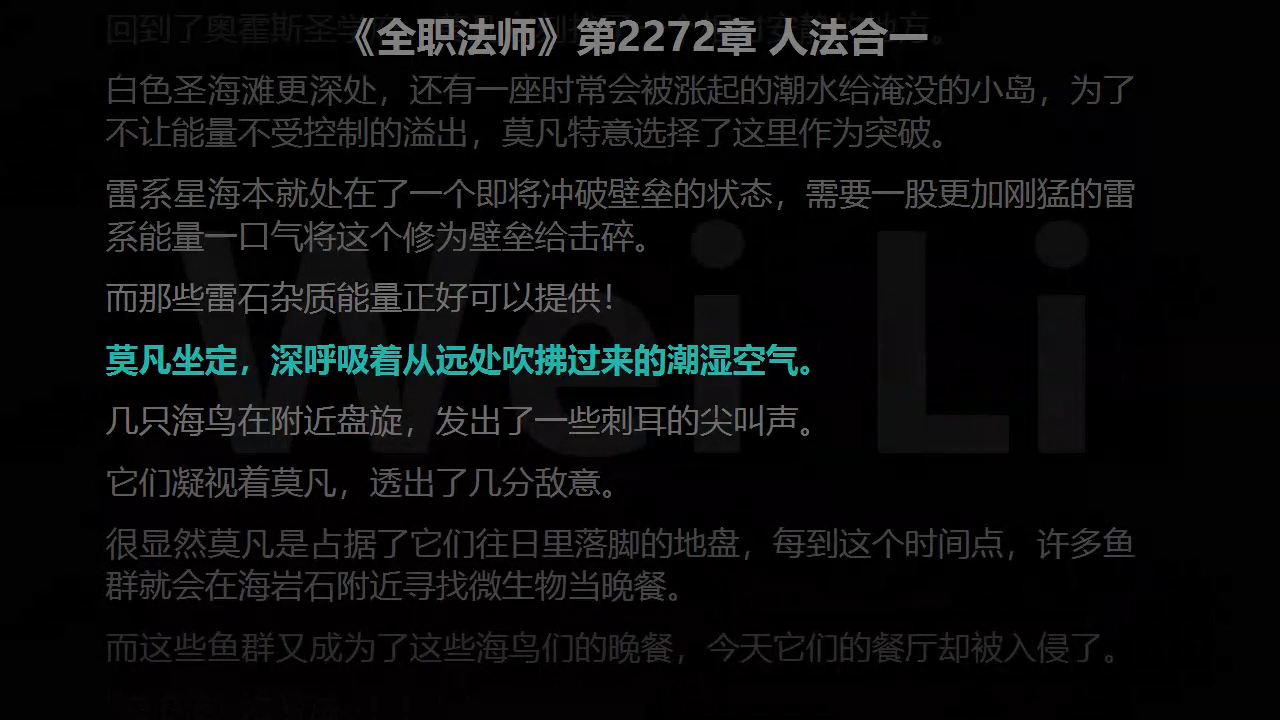 《全职法师》第2272章 人法合一
回到了奥霍斯圣学
白色圣海滩更深处，还有一座时常会被涨起的潮水给淹没的小岛，为了
不让能量不受控制的溢出，莫凡特意选择了这里作为突破。
雷系星海本就处在了一个即将冲破壁垒的状态，需要一股更加刚猛的雷
系能量一口气将这个修为壁垒给击碎。
而那些雷石杂质能量正好可以提供！
莫凡坐定，深呼吸着从远处吹拂过来的潮湿空气。
几只海鸟在附近盘旋，发出了一些刺耳的尖叫声。
它们凝视着莫凡，透出了几分敌意。
很显然莫凡是占据了它们往日里落脚的地盘，每到这个时间点，许多鱼
群就会在海岩石附近寻找微生物当晚餐。
而这些鱼群又成为了这些海鸟们的晚餐，今天它们的餐厅却被入侵了。
Wei Li